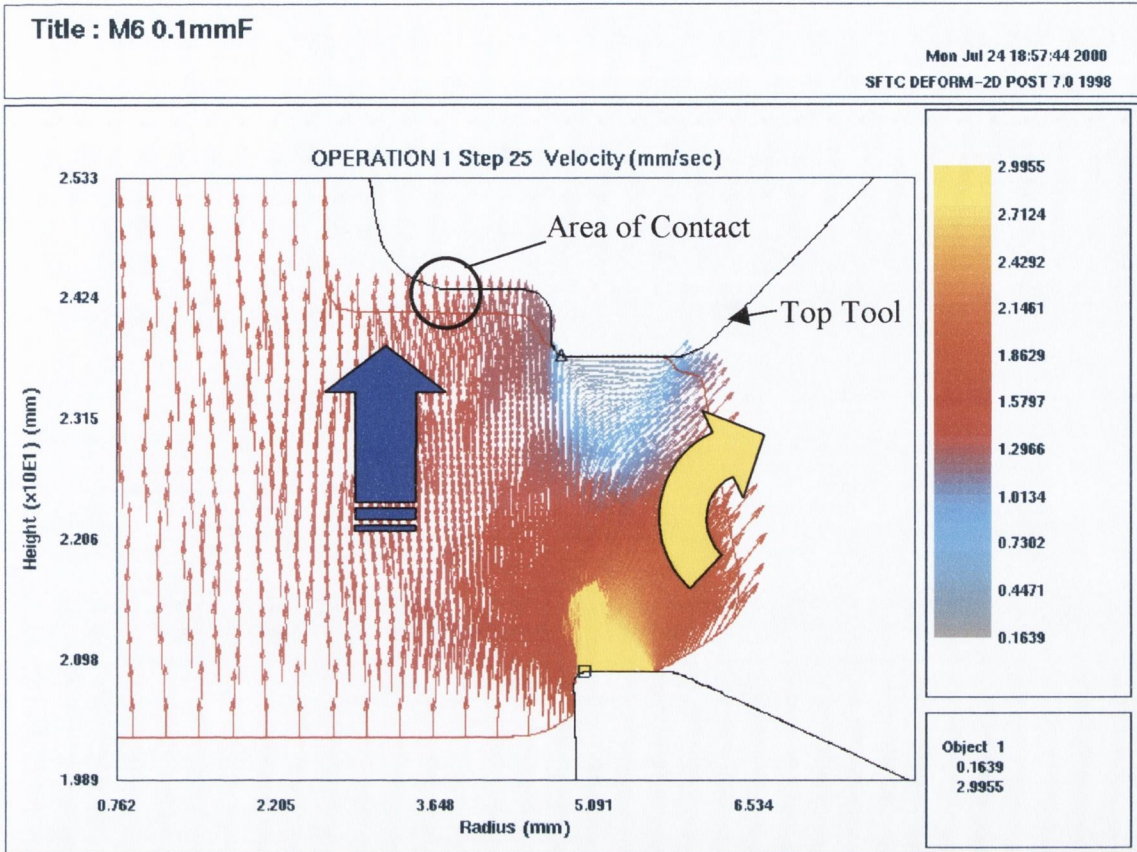 Title : M6 0.1mmF
Mon Jul 24 18:57:44 2000
SFTC DEFORM-2D POST 7.0 1998
OPERATION 1 Step 25 Velocity (mm/sec)
2.533
2.424
2.315
2.206
2.098
1.989
Height (x10E1) (mm)
Area of Contact
Top Tool
0.762
2.205
3.648
5.091
6.534
Radius (mm)
2.9955
2.7124
2.4292
2.1461
1.8629
1.5797
1.2966
1.0134
0.7302
0.4471
0.1639
Object 1
0.1639
2.9955